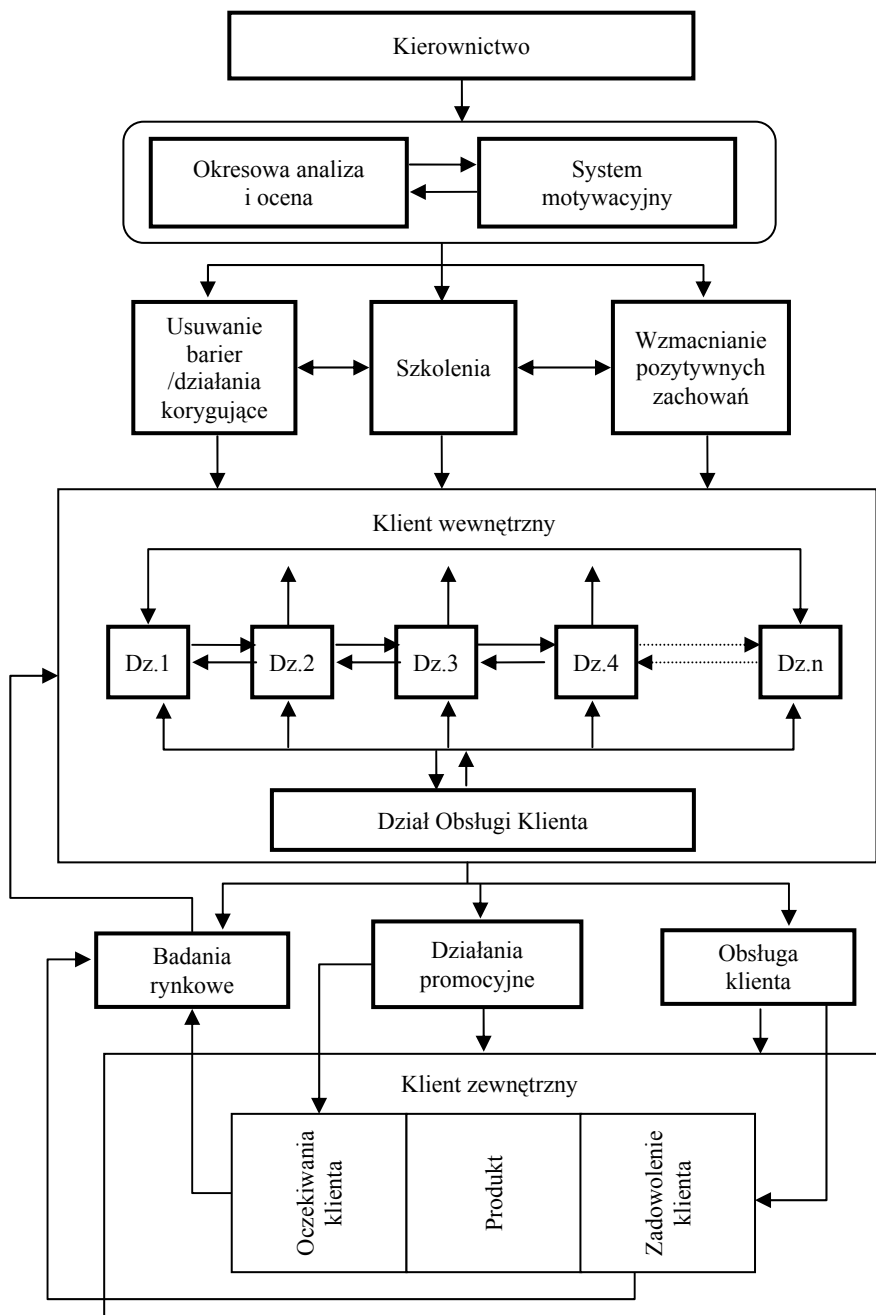 Kierownictwo
Okresowa analiza
i ocena
System
motywacyjny
Usuwanie
barier
/działania
korygujące
Szkolenia
Wzmacnianie
pozytywnych
zachowań
Klient wewnętrzny
Dz.1
Dz.2
Dz.3
Dz.4
Dz.n
Dział Obsługi Klienta
Badania
rynkowe
Działania
promocyjne
Obsługa
klienta
Klient zewnętrzny
Oczekiwania
klienta
Produkt
Zadowolenie
klienta